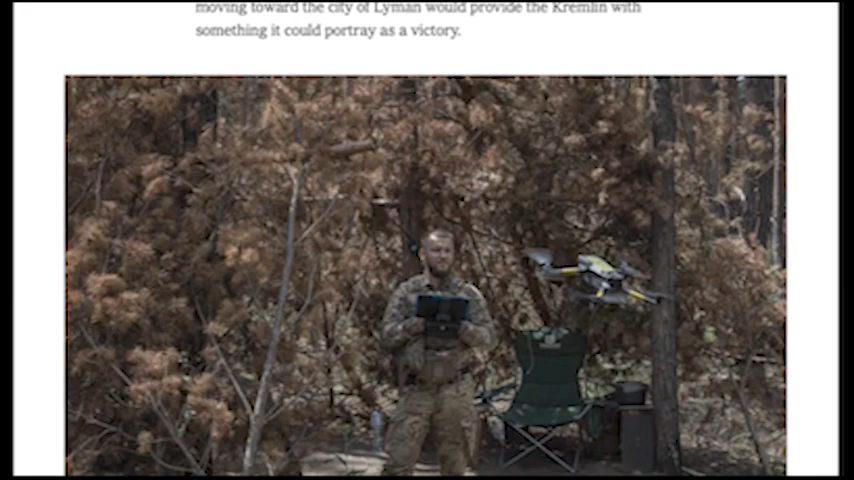 moving toward the city of Lyman would provide the Kremlin with
something it could portray as a victory.